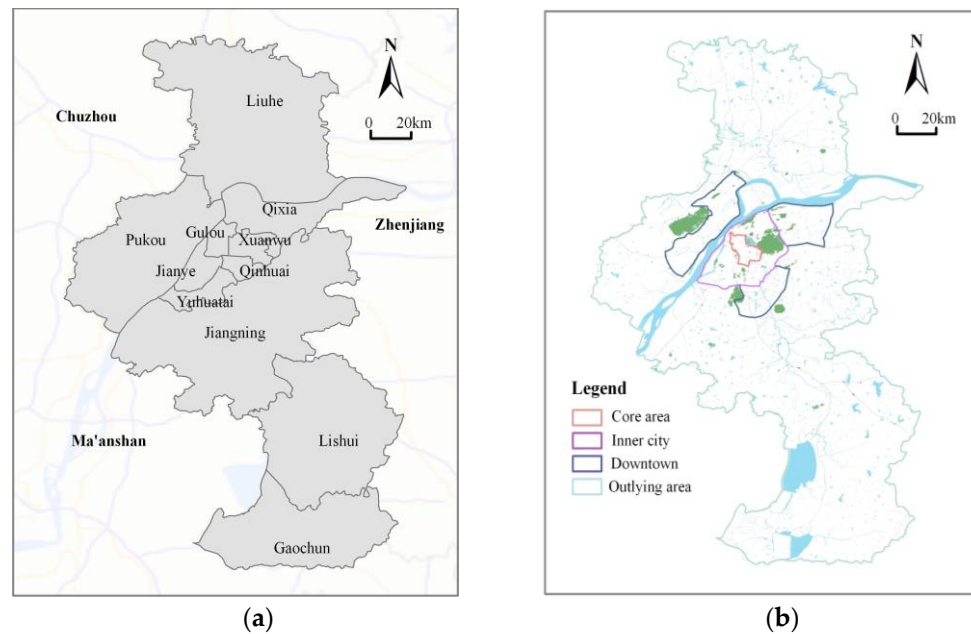 N
0 20km
Liuhe
Chuzhou
Qixia
Zhenjiang
Gulou
Xuanwu
Pukou
Jianye
Qinhuai
Yuhuatai
Jiangning
Ma'anshan
Lishui
Gaochun
(a)
N
0 20km
Legend
Core area
Inner city
Downtown
Outlying area
(b)